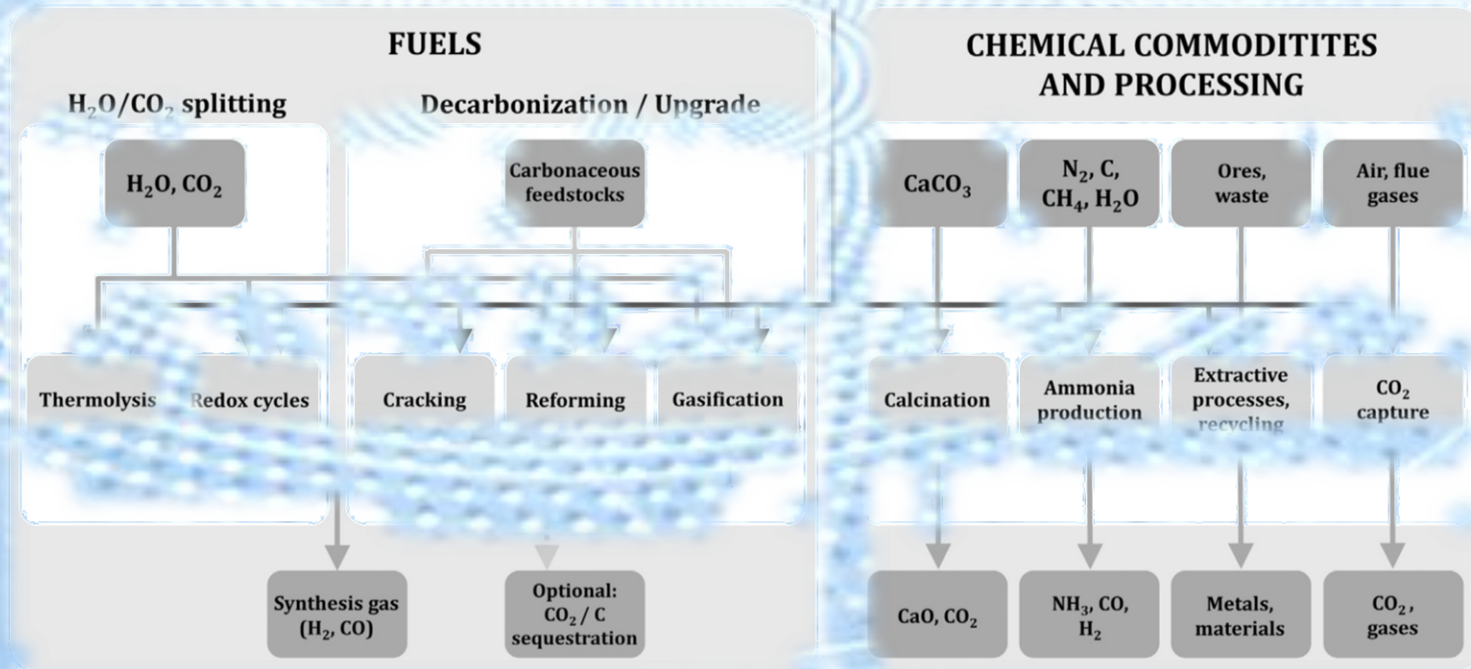 FUELS
CHEMICAL COMMODITITES
AND PROCESSING
H₂O/CO₂ splitting
Decarbonization / Upgrade
H₂O, CO₂
Carbonaceous
feedstocks
CaCO₃
N₂, C,
CH₄, H₂O
Ores,
waste
Air, flue
gases
Thermolysis
Redox cycles
Cracking
Reforming
Gasification
Calcination
Ammonia
production
Extractive
processes,
recycling
CO₂
capture
Synthesis gas
(H₂, CO)
Optional:
CO₂ / C
sequestration
CaO, CO₂
NH₃, CO,
H₂
Metals,
materials
CO₂,
gases